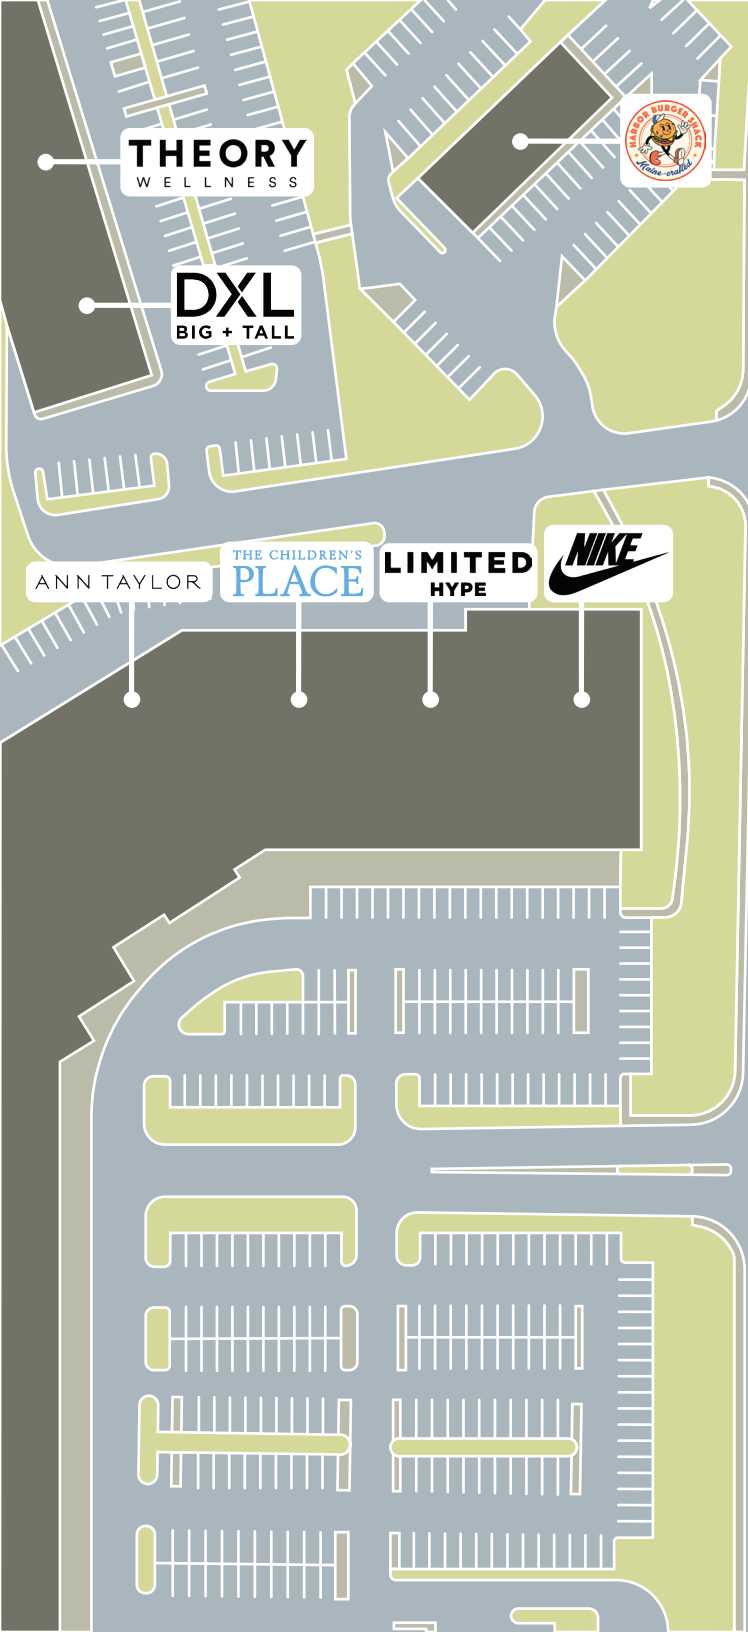 HARBOR BURGER SHACK
Maine-crafted
THEORY
WELLNESS
DXL
BIG + TALL
ANN TAYLOR
THE CHILDREN'S
PLACE
LIMITED
HYPE
NIKE